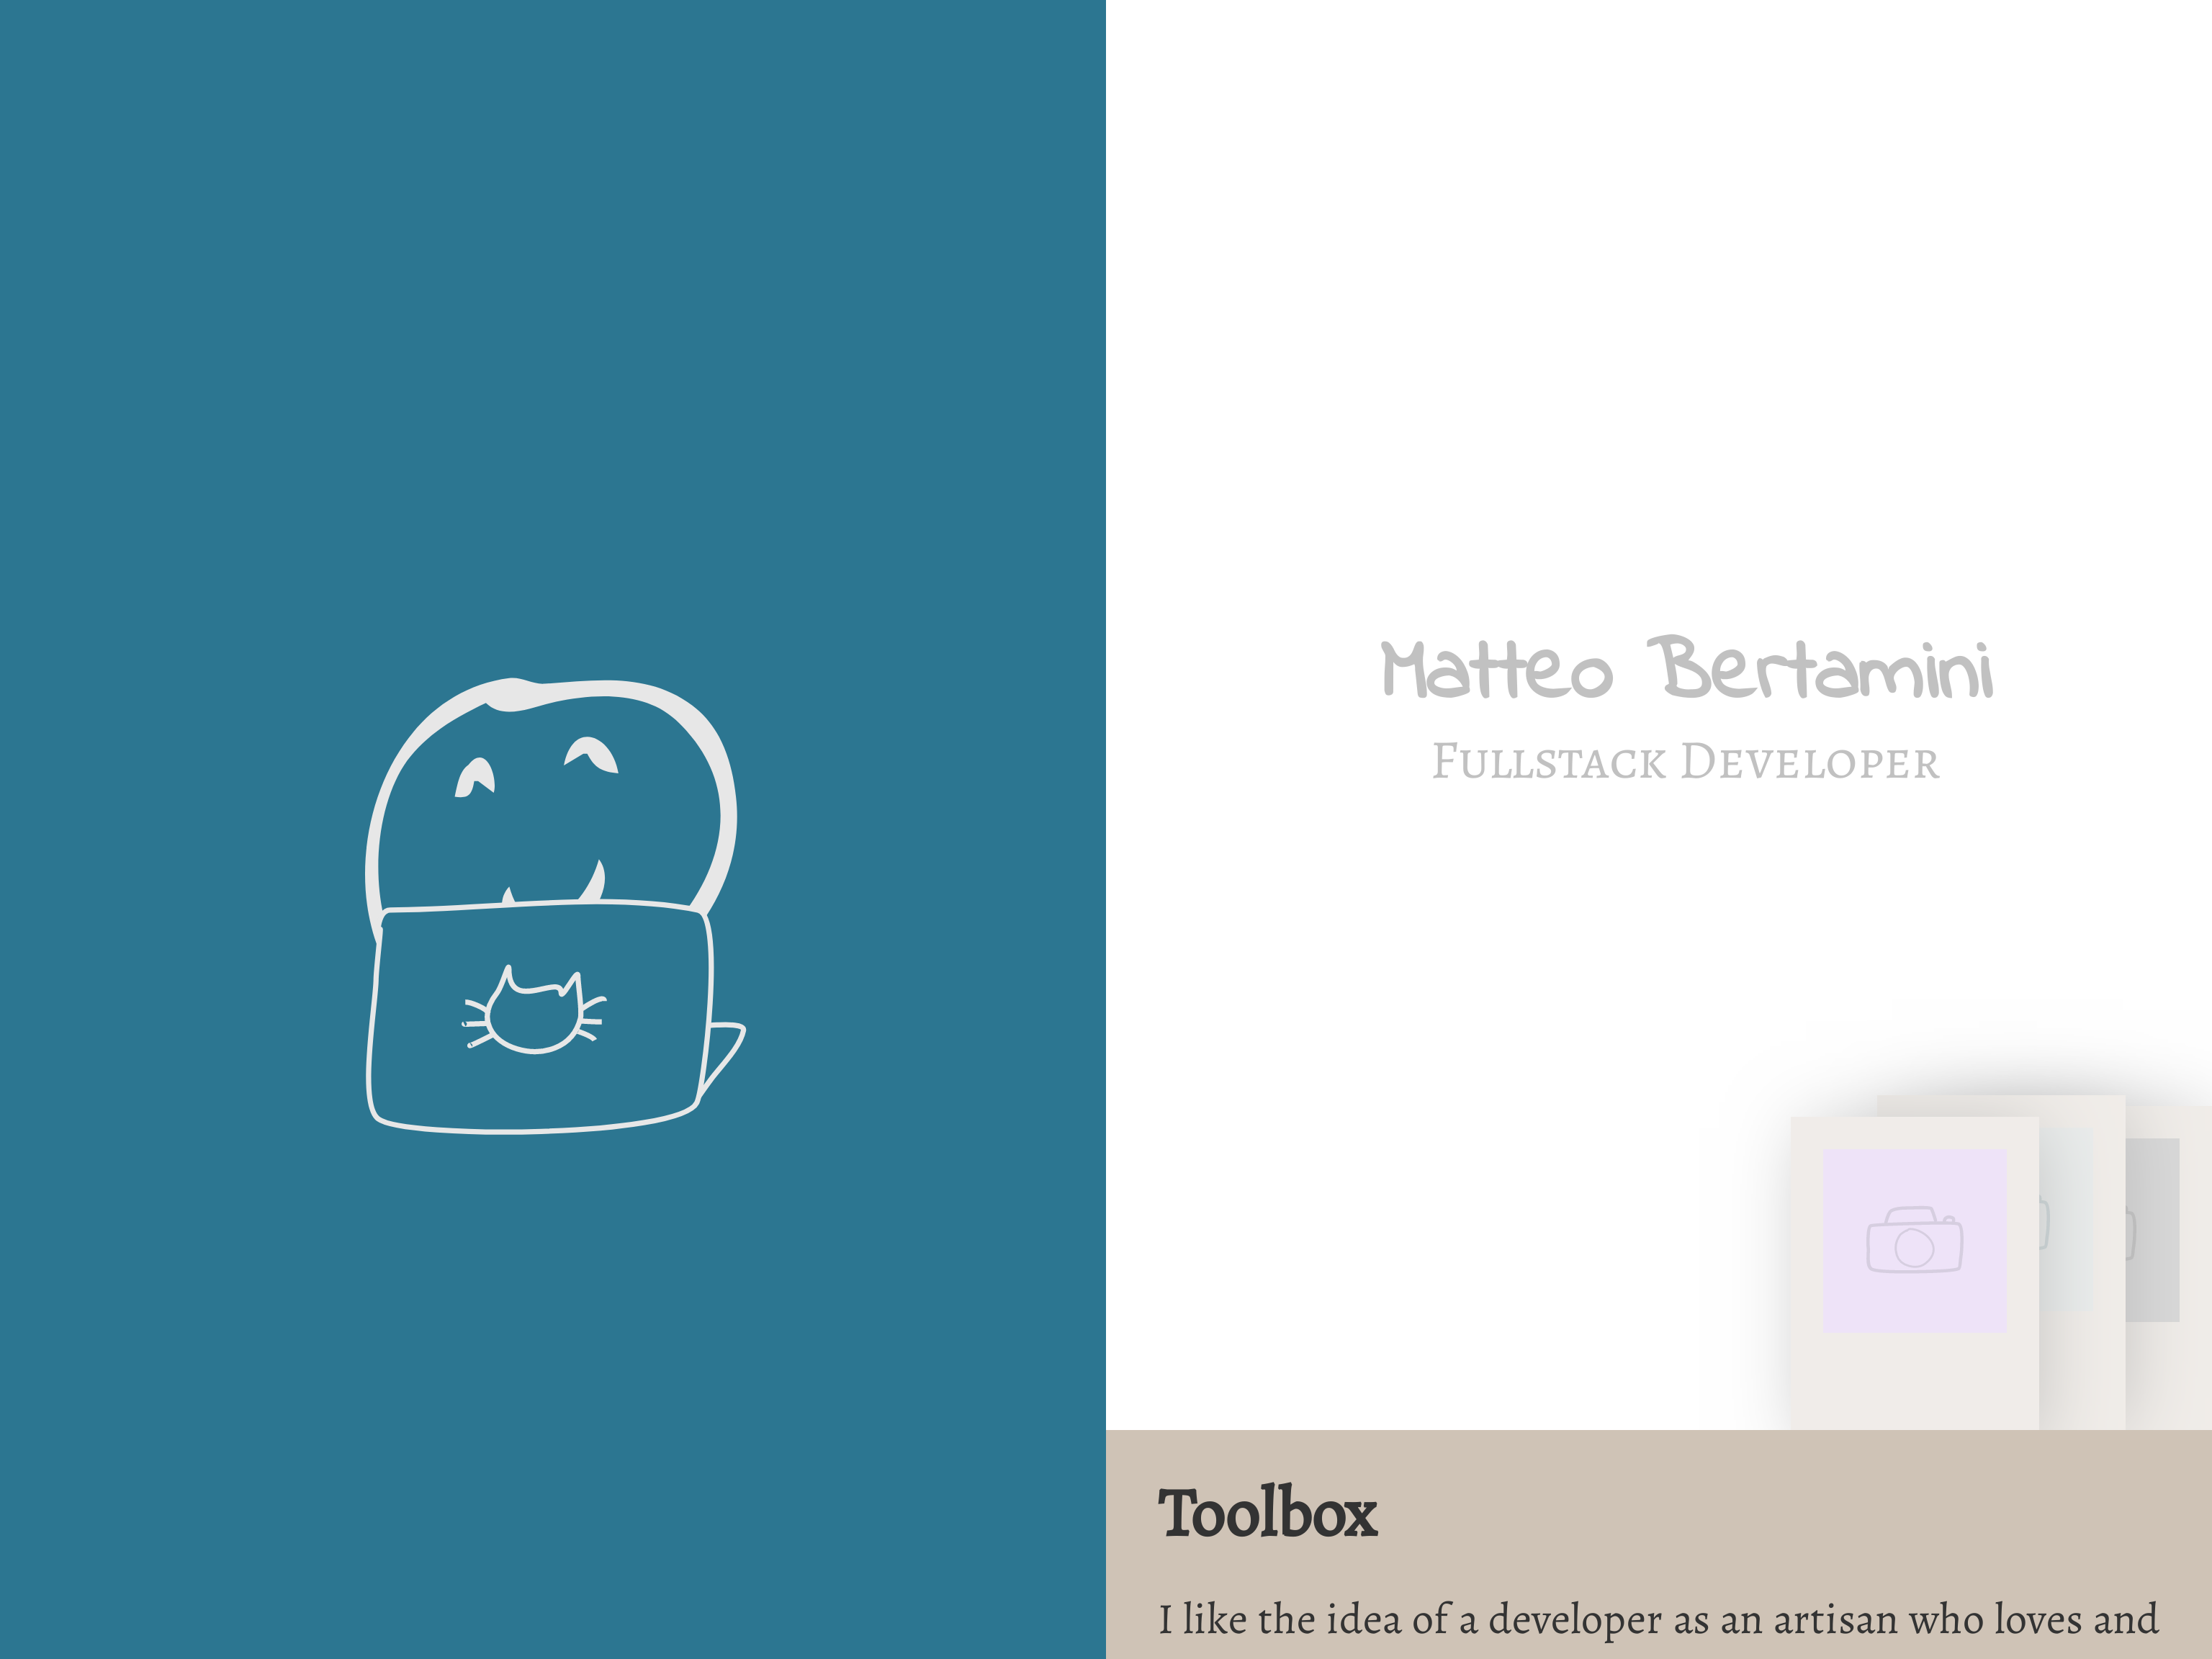 Matteo Bertamini
Fullstack Developer
Toolbox
I like the idea of a developer as an artisan who loves and